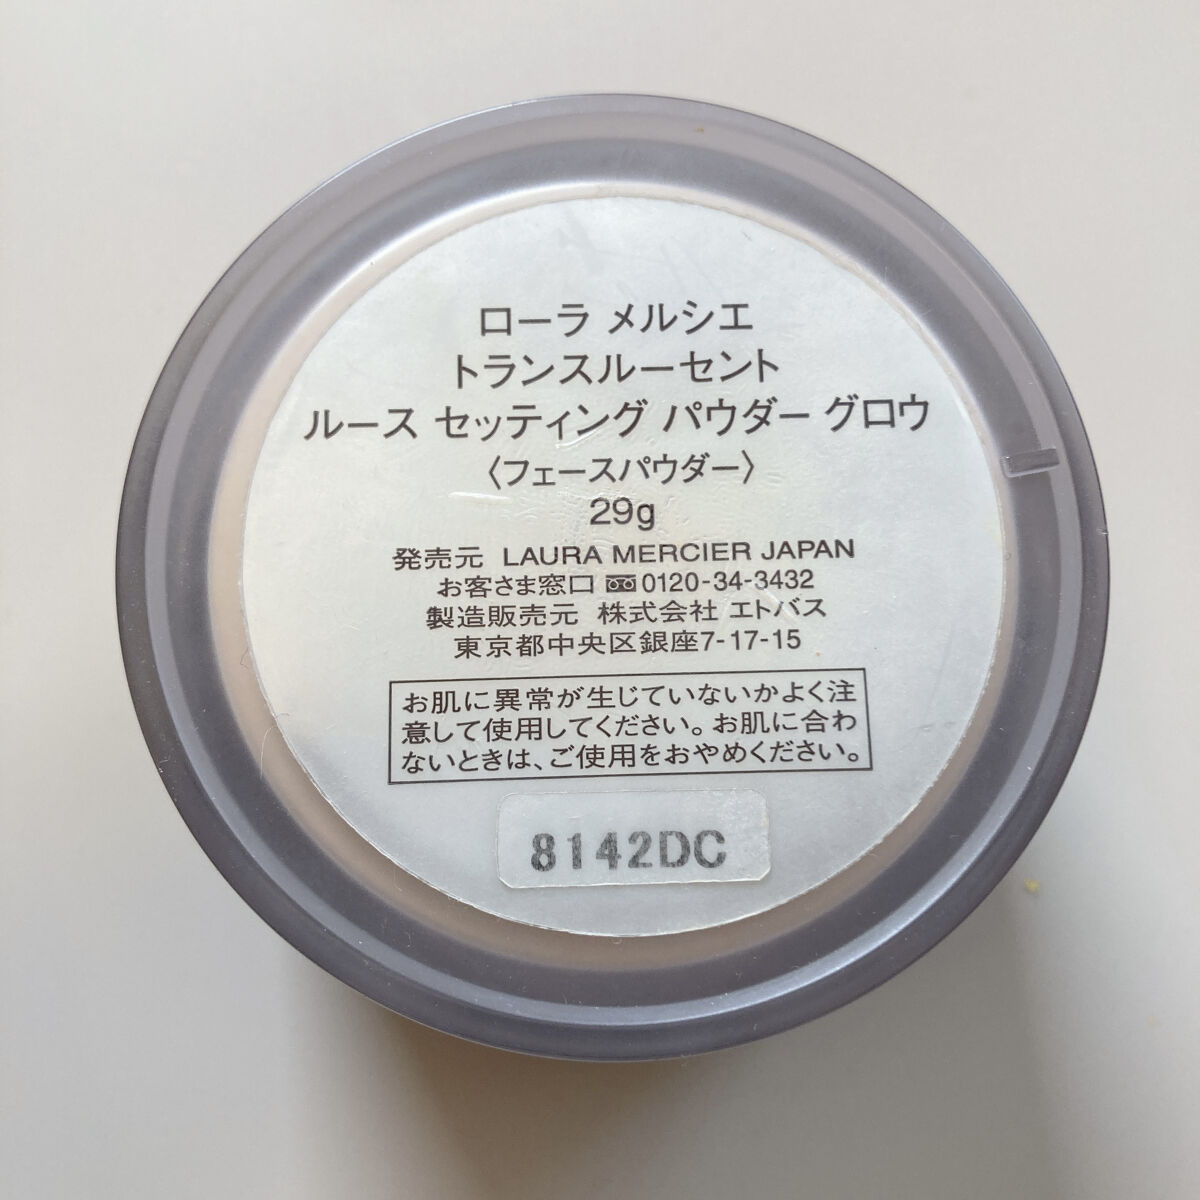 ローラ メルシエ
トランスルーセント
ルース セッティング パウダー グロウ
〈フェースパウダー〉
29g
発売元 LAURA MERCIER JAPAN
お客さま窓口 0120-34-3432
製造販売元 株式会社 エトバス
東京都中央区銀座7-17-15
お肌に異常が生じていないかよく注
意して使用してください。お肌に合わ
ないときは、ご使用をおやめください。
8142DC